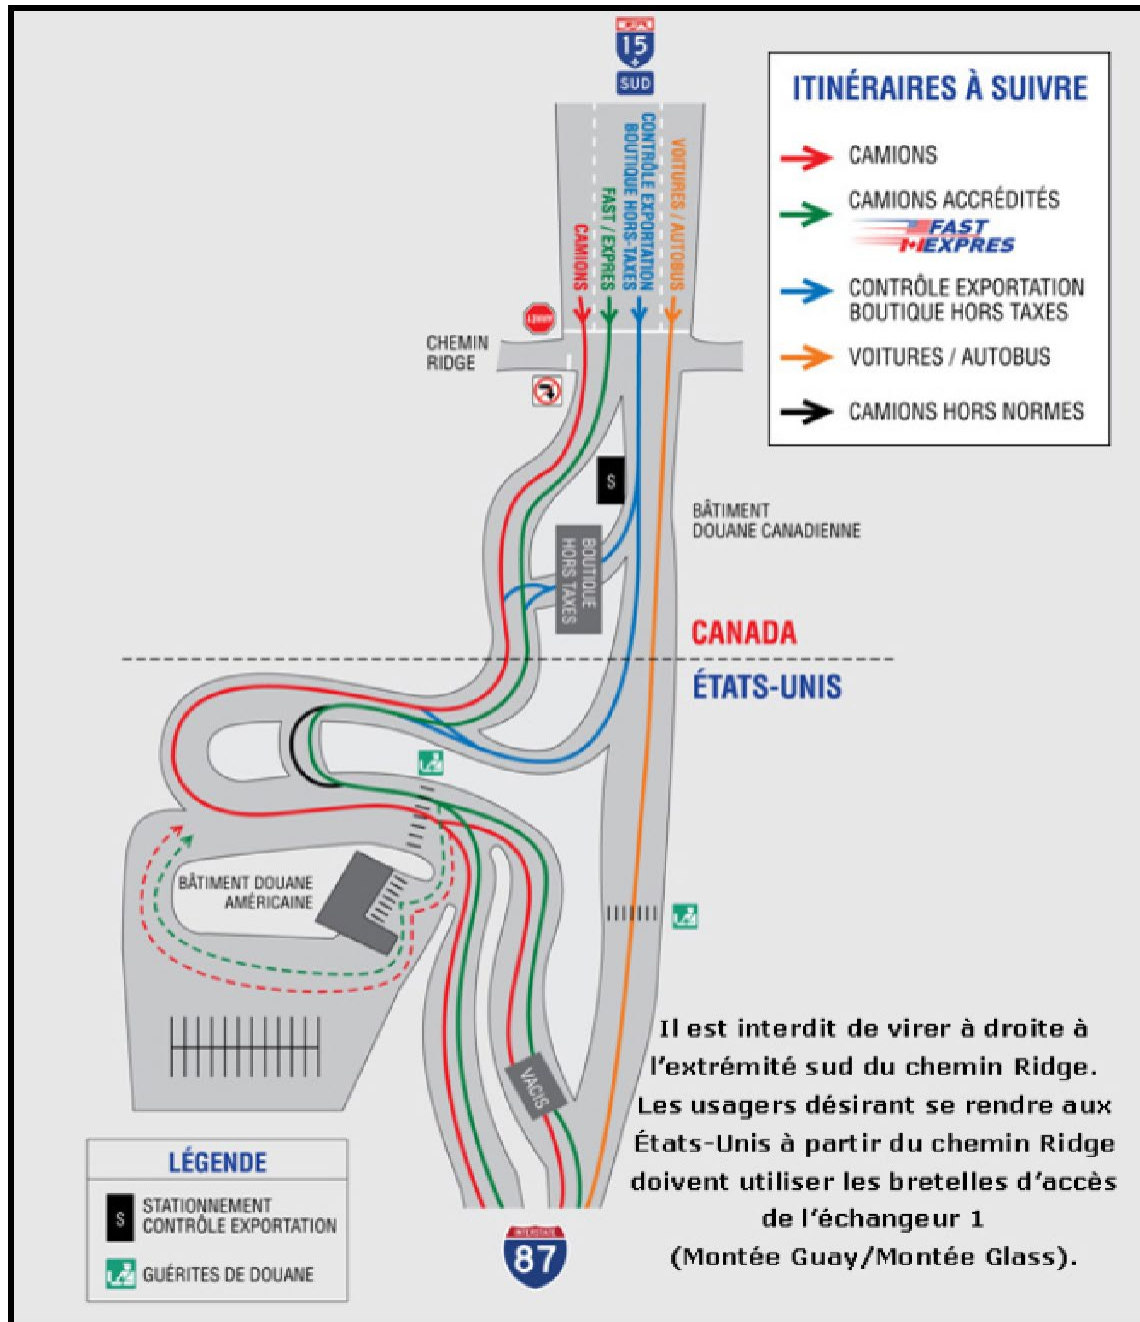 15
SUD
CAMIONS
FAST / EXPRES
BOUTIQUE HORS-TAXES
CONTRÔLE EXPORTATION
VOITURES / AUTOBUS
ITINÉRAIRES À SUIVRE
CAMIONS
CAMIONS ACCRÉDITÉS
FAST
EXPRES
CONTRÔLE EXPORTATION
BOUTIQUE HORS TAXES
VOITURES / AUTOBUS
CAMIONS HORS NORMES
CHEMIN
RIDGE
S
BÂTIMENT
DOUANE CANADIENNE
BOUTIQUE
HORS TAXES
CANADA
ÉTATS-UNIS
BÂTIMENT DOUANE
AMÉRICAINE
VACIS
Il est interdit de virer à droite à
l'extrémité sud du chemin Ridge.
Les usagers désirant se rendre aux
États-Unis à partir du chemin Ridge
doivent utiliser les bretelles d'accès
de l'échangeur 1
(Montée Guay/Montée Glass).
LÉGENDE
S
STATIONNEMENT
CONTRÔLE EXPORTATION
GUÉRITES DE DOUANE
INTERSTATE
87